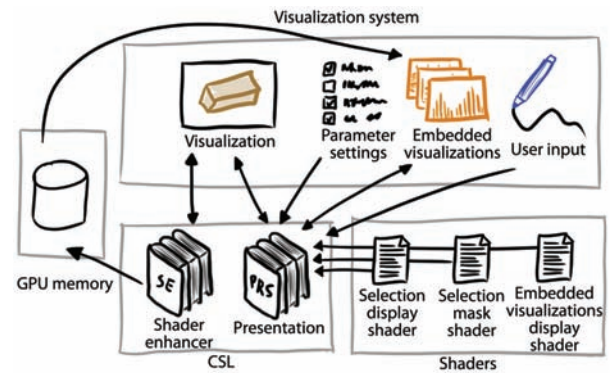 Visualization system
Visualization
Parameter
settings
Embedded
visualizations
User input
GPU memory
SE
PRS
Shader
enhancer
Presentation
CSL
Selection
display
shader
Selection
mask
shader
Embedded
visualizations
display
shader
Shaders